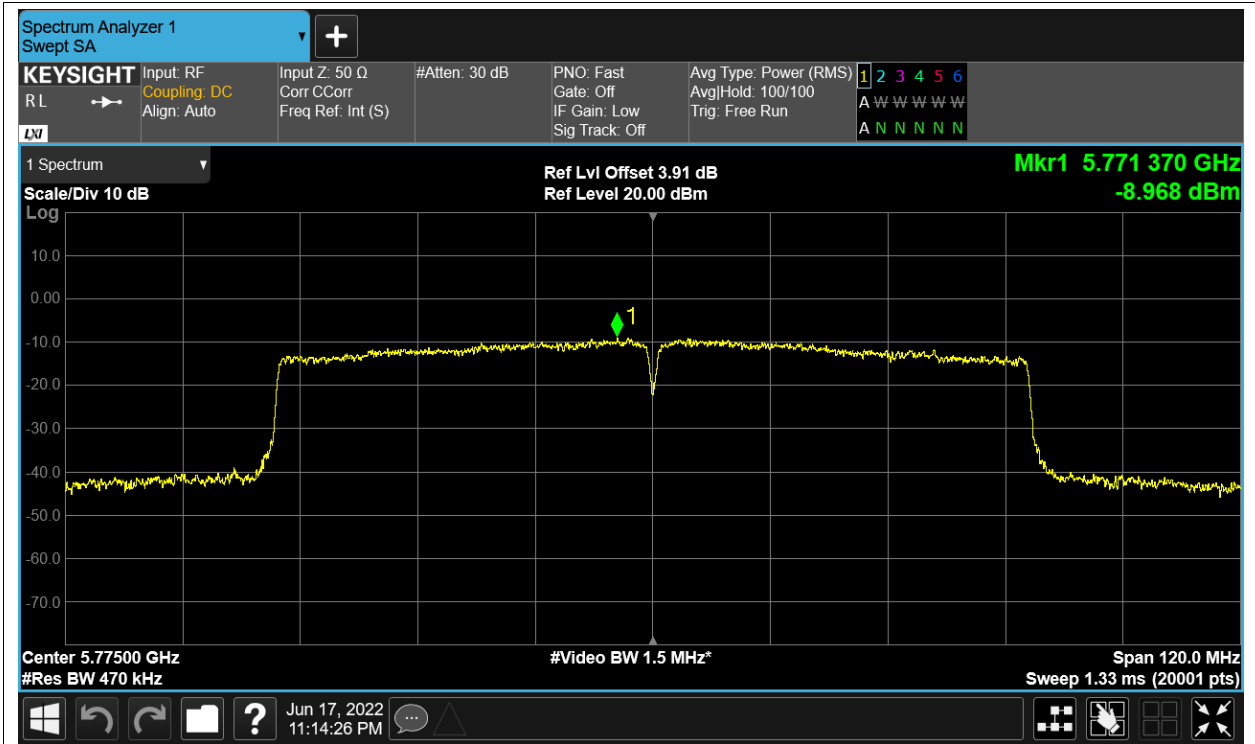 Spectrum Analyzer 1
Swept SA
KEYSIGHT
R L
LXI
Input: RF
Coupling: DC
Align: Auto
Input Z: 50 Ω
Corr CCorr
Freq Ref: Int (S)
#Atten: 30 dB
PNO: Fast
Gate: Off
IF Gain: Low
Sig Track: Off
Avg Type: Power (RMS)
Avg|Hold: 100/100
Trig: Free Run
1 2 3 4 5 6
A W W W W W
A N N N N N
1 Spectrum
Scale/Div 10 dB
Log
Ref Lvl Offset 3.91 dB
Ref Level 20.00 dBm
Mkr1 5.771 370 GHz
-8.968 dBm
10.0
0.00
-10.0
-20.0
-30.0
-40.0
-50.0
-60.0
-70.0
1
Center 5.77500 GHz
#Res BW 470 kHz
#Video BW 1.5 MHz*
Span 120.0 MHz
Sweep 1.33 ms (20001 pts)
?
Jun 17, 2022
11:14:26 PM